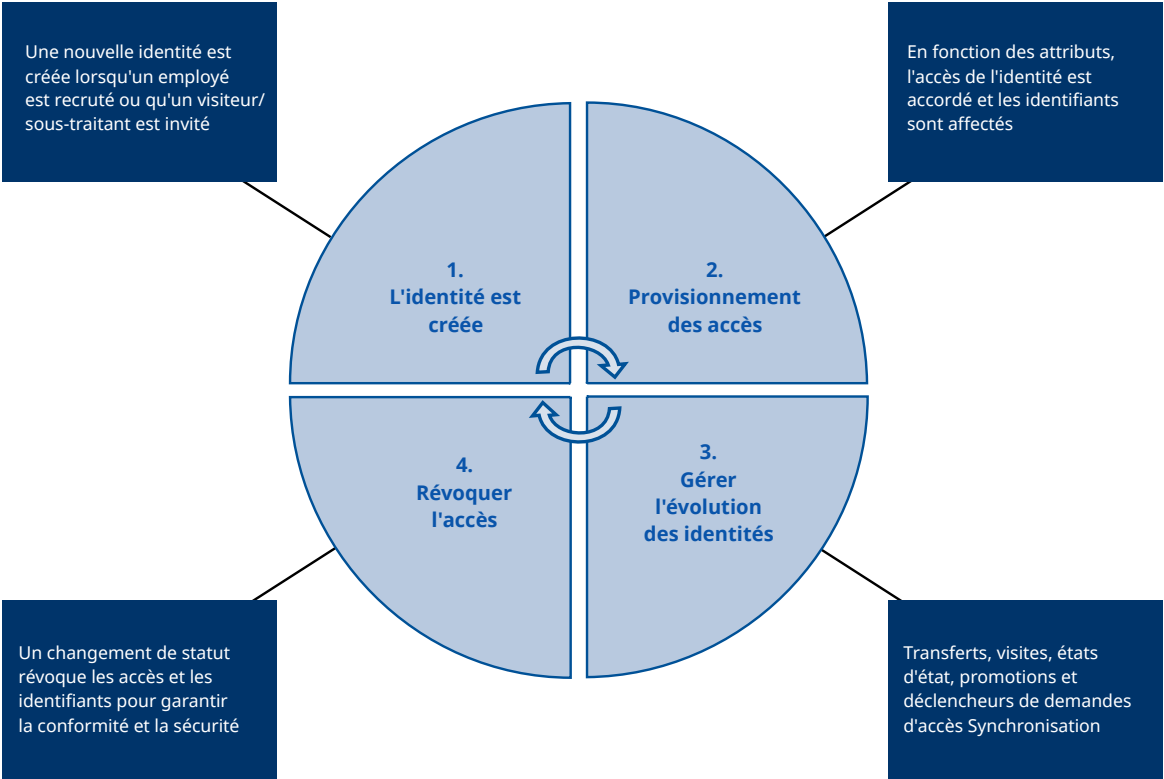 Une nouvelle identité est
créée lorsqu'un employé
est recruté ou qu'un visiteur/
sous-traitant est invité
En fonction des attributs,
l'accès de l'identité est
accordé et les identifiants
sont affectés
1.
L'identité est
créée
2.
Provisionnement
des accès
3.
Gérer
l'évolution
des identités
4.
Révoquer
l'accès
Un changement de statut
révoque les accès et les
identifiants pour garantir
la conformité et la sécurité
Transferts, visites, états
d'état, promotions et
déclencheurs de demandes
d'accès Synchronisation